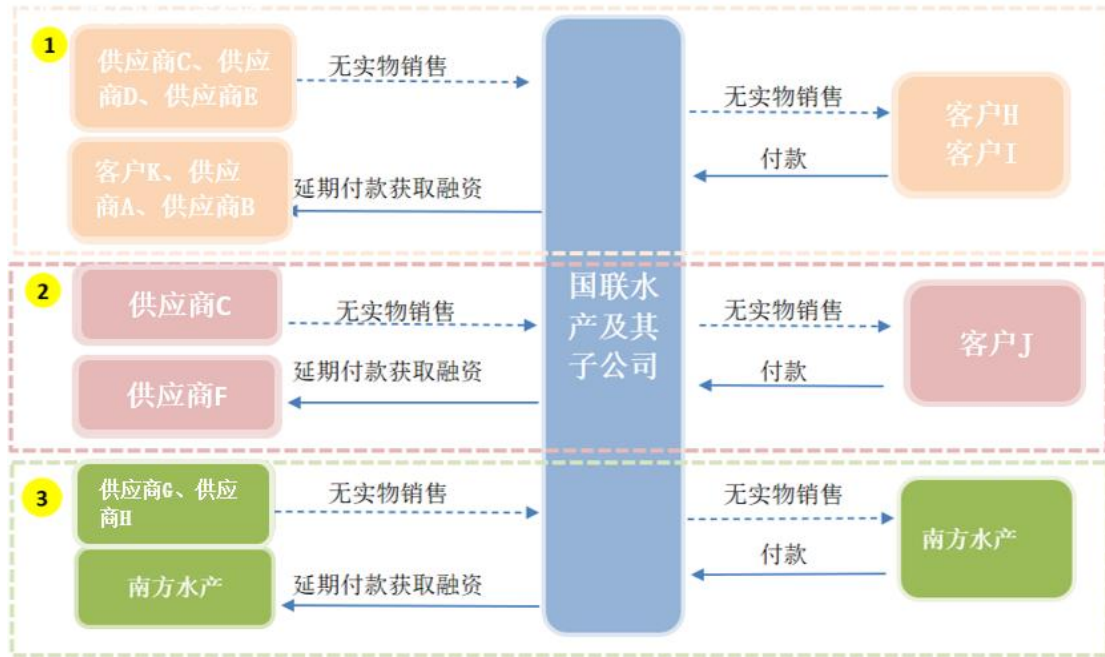 1
供应商C、供应
商D、供应商E
无实物销售
无实物销售
客户H
客户I
付款
客户K、供应
商A、供应商B
延期付款获取融资
2
国联水
产及其
子公司
供应商C
无实物销售
无实物销售
客户J
付款
供应商F
延期付款获取融资
3
供应商G、供应
商H
无实物销售
无实物销售
南方水产
付款
南方水产
延期付款获取融资